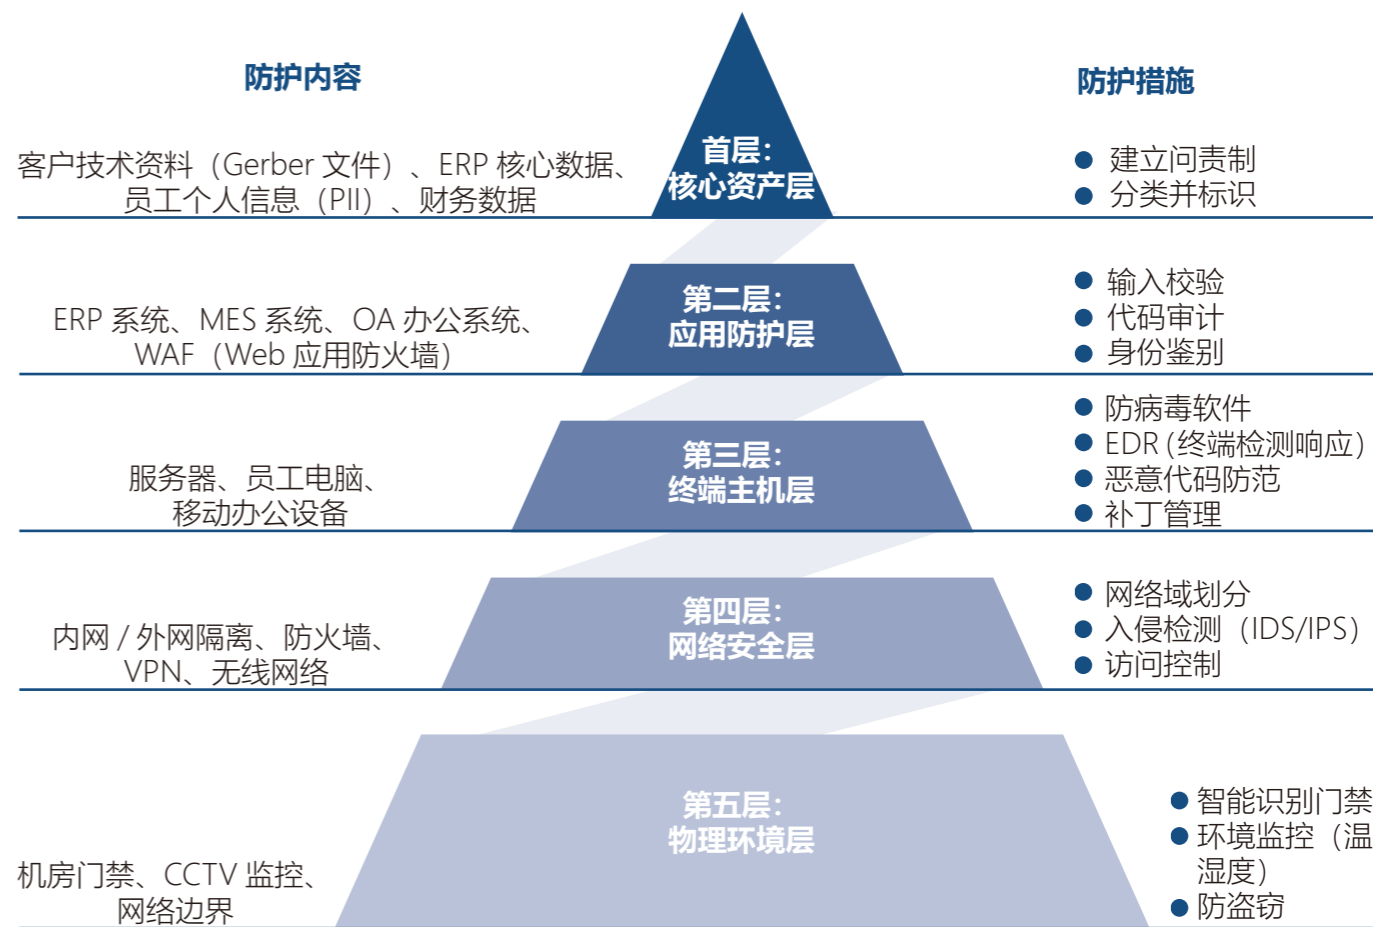 防护内容
防护措施
客户技术资料（Gerber 文件）、ERP 核心数据、
员工个人信息（PII）、财务数据
首层：
核心资产层
● 建立问责制
● 分类并标识
ERP 系统、MES 系统、OA 办公系统、
WAF（Web 应用防火墙）
第二层：
应用防护层
● 输入校验
● 代码审计
● 身份鉴别
服务器、员工电脑、
移动办公设备
第三层：
终端主机层
● 防病毒软件
● EDR (终端检测响应）
● 恶意代码防范
● 补丁管理
内网 / 外网隔离、防火墙、
VPN、无线网络
第四层：
网络安全层
● 网络域划分
● 入侵检测（IDS/IPS）
● 访问控制
机房门禁、CCTV 监控、
网络边界
第五层：
物理环境层
● 智能识别门禁
● 环境监控（温
湿度）
● 防盗窃